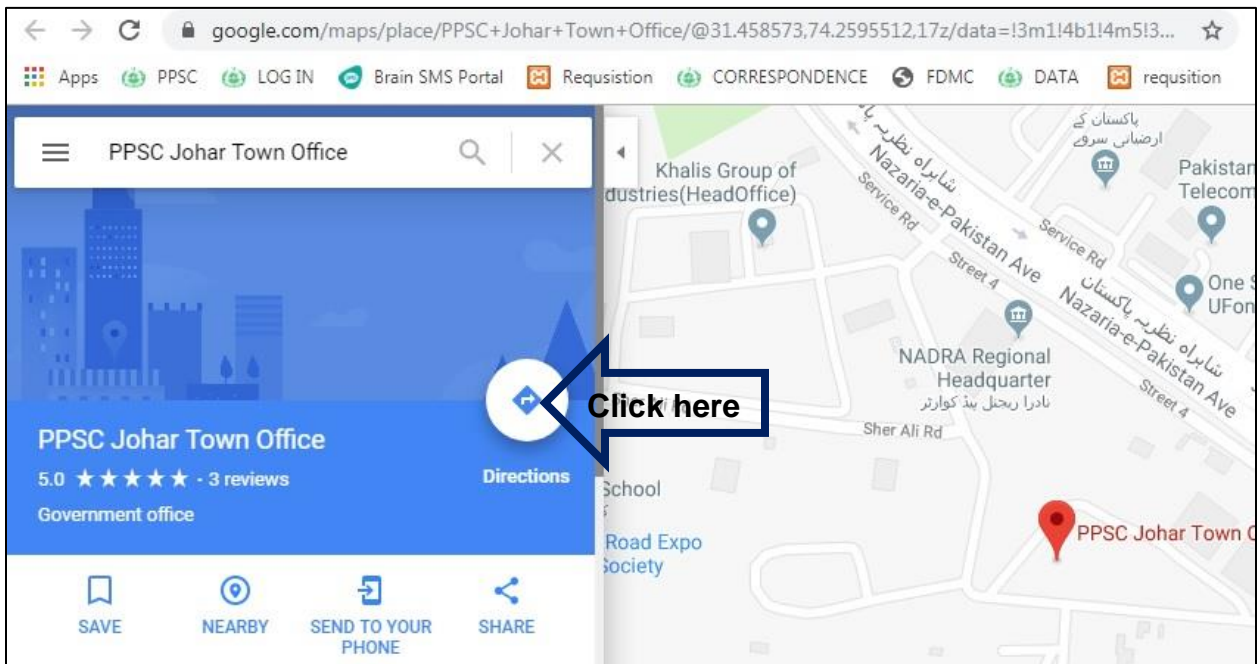 google.com/maps/place/PPSC+Johar+Town+Office/@31.458573,74.2595512,17z/data=!3m1!4b1!4m5!3...
Apps PPSC LOG IN Brain SMS Portal Requsistion CORRESPONDENCE FDMC DATA requsition
PPSC Johar Town Office
PPSC Johar Town Office
5.0 ★★★★★ - 3 reviews
Government office
Directions
Click here
SAVE
NEARBY
SEND TO YOUR
PHONE
SHARE
Khalis Group of
dustries(HeadOffice)
شاہراہ نظریہ پاکستان
Nazaria-e-Pakistan Ave
Service Rd
Service Rd
Street 4
پاکستان کے
ارضیاتی سروے
Pakistan
Telecom
One S
UFon
شاہراہ نظریہ پاکستان
Nazaria-e-Pakistan Ave
Street 4
NADRA Regional
Headquarter
نادرا ریجنل ہیڈ کوارٹر
Sher Ali Rd
School
Road Expo
Society
PPSC Johar Town O